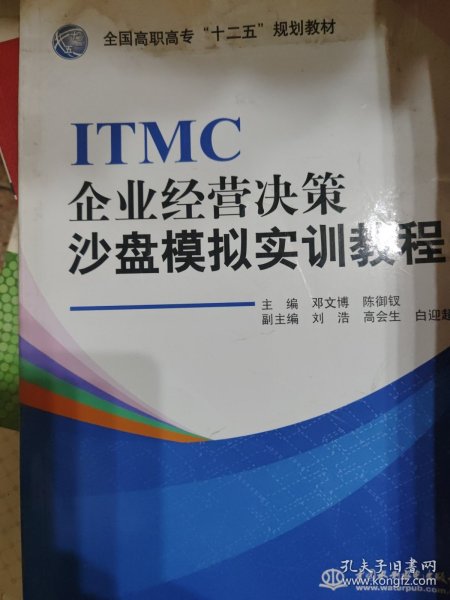 全国高职高专“十二五”规划教材
ITMC
企业经营决策
沙盘模拟实训教程
主 编 邓文博 陈御钗
副主编 刘 浩 高会生 白迎超
孔夫子旧书网
www.kongfz.com